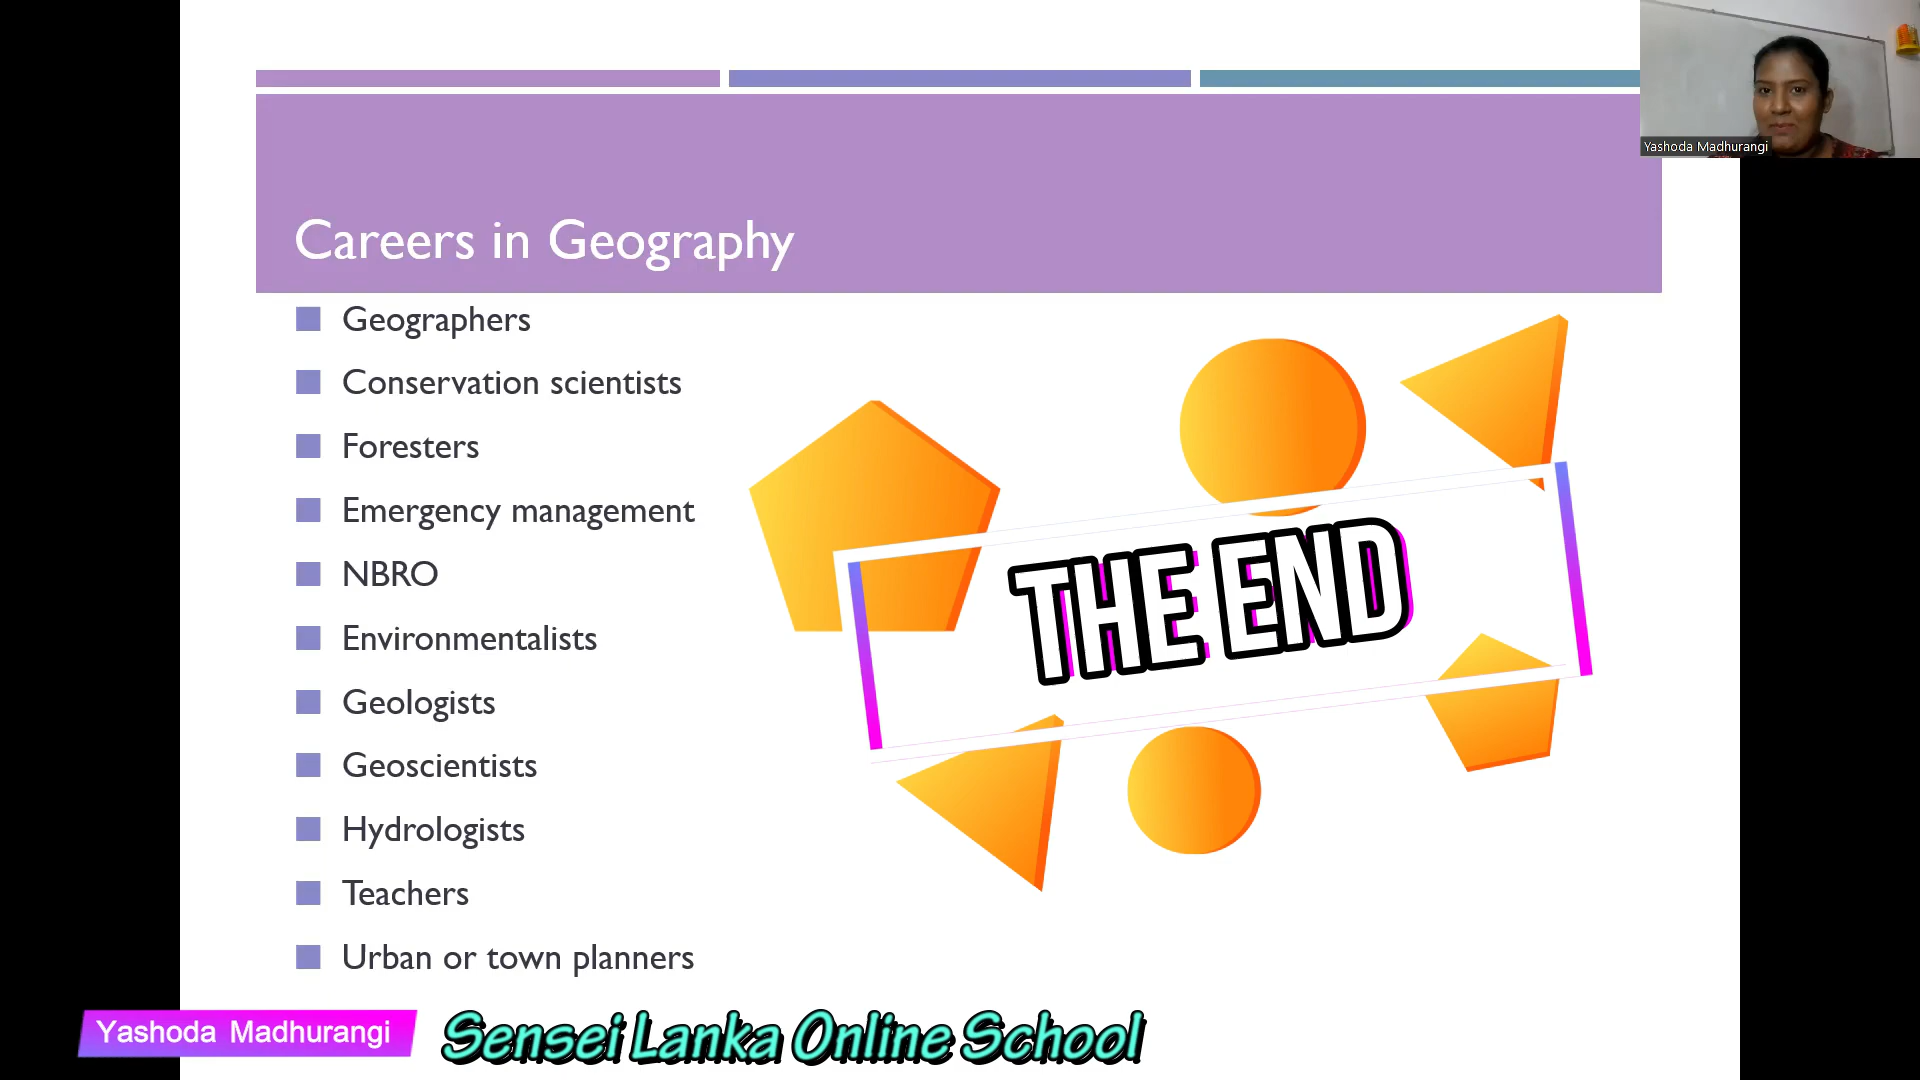 Yashoda Madhurangi
Careers in Geography
Geographers
Conservation scientists
Foresters
Emergency management
NBRO
Environmentalists
Geologists
Geoscientists
Hydrologists
Teachers
Urban or town planners
THE END
Yashoda Madhurangi
Sensei Lanka Online School